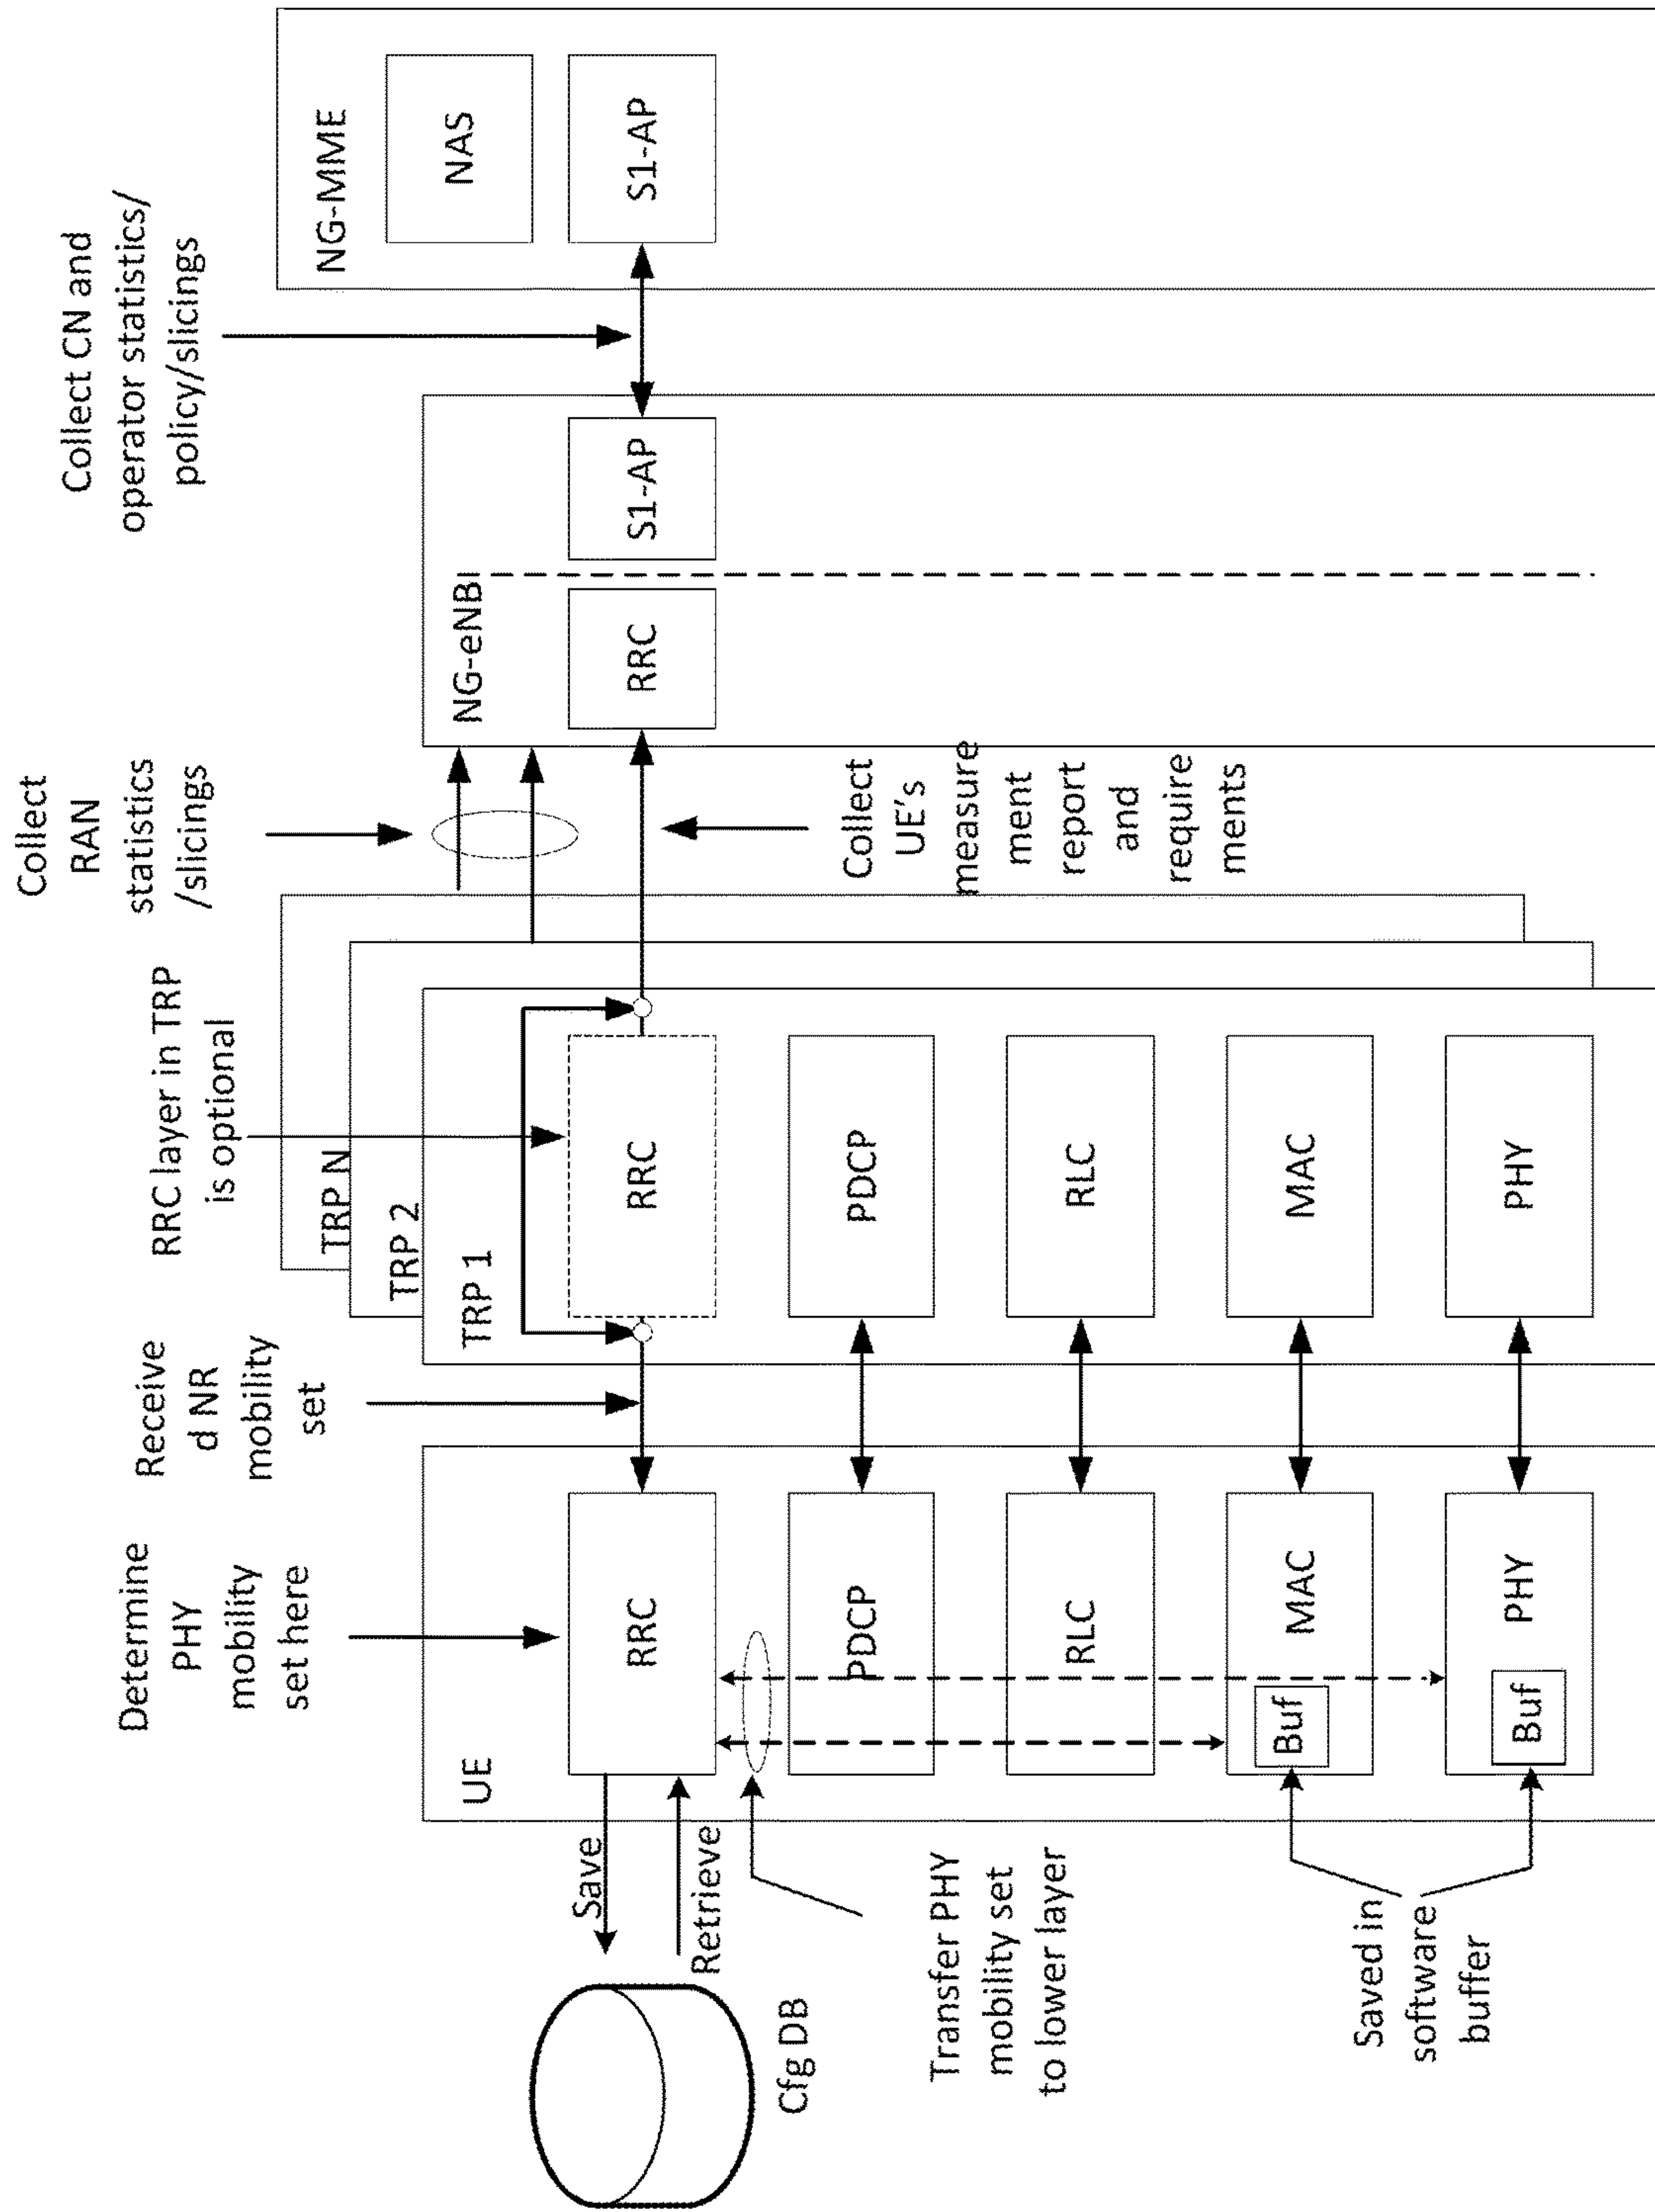 Collect
RAN
statistics
/slicings
Collect CN and
operator statistics/
policy/slicings
Determine
PHY
mobility
set here
Receive
d NR
mobility
set
RRC layer in TRP
is optional
Save
Retrieve
Cfg DB
UE
RRC
PDCP
RLC
MAC
Buf
PHY
Buf
Transfer PHY
mobility set
to lower layer
Saved in
software
buffer
TRP N
TRP 2
TRP 1
RRC
PDCP
RLC
MAC
PHY
Collect
UE's
measure
ment
report
and
require
ments
NG-eNB
RRC
S1-AP
NG-MME
NAS
S1-AP